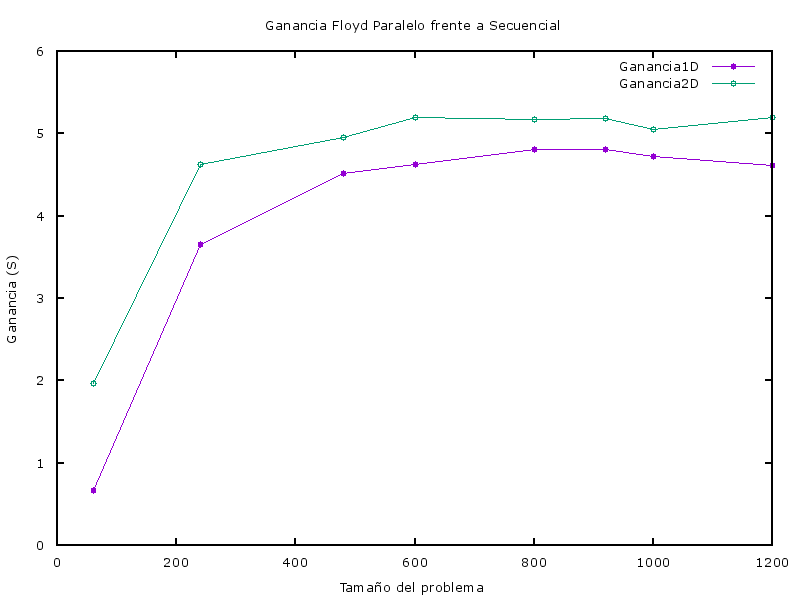 Ganancia Floyd Paralelo frente a Secuencial
Ganancia1D
Ganancia2D
6
5
4
3
2
1
0
Ganancia (S)
0 200 400 600 800 1000 1200
Tamaño del problema